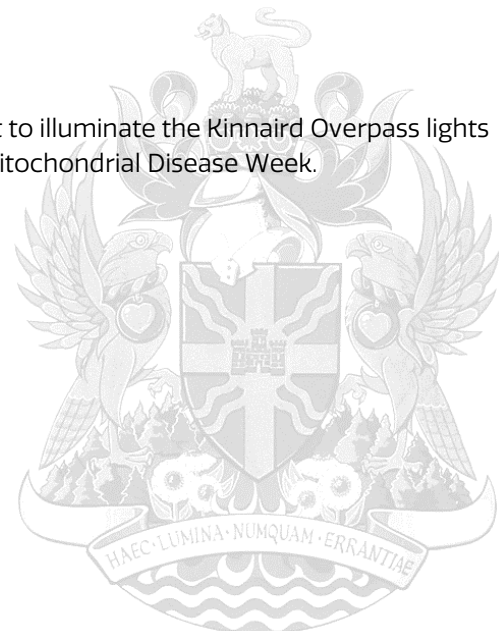 t to illuminate the Kinnaird Overpass lights
itochondrial Disease Week.
HAEC·LUMINA·NUMQUAM·ERRANTIAE